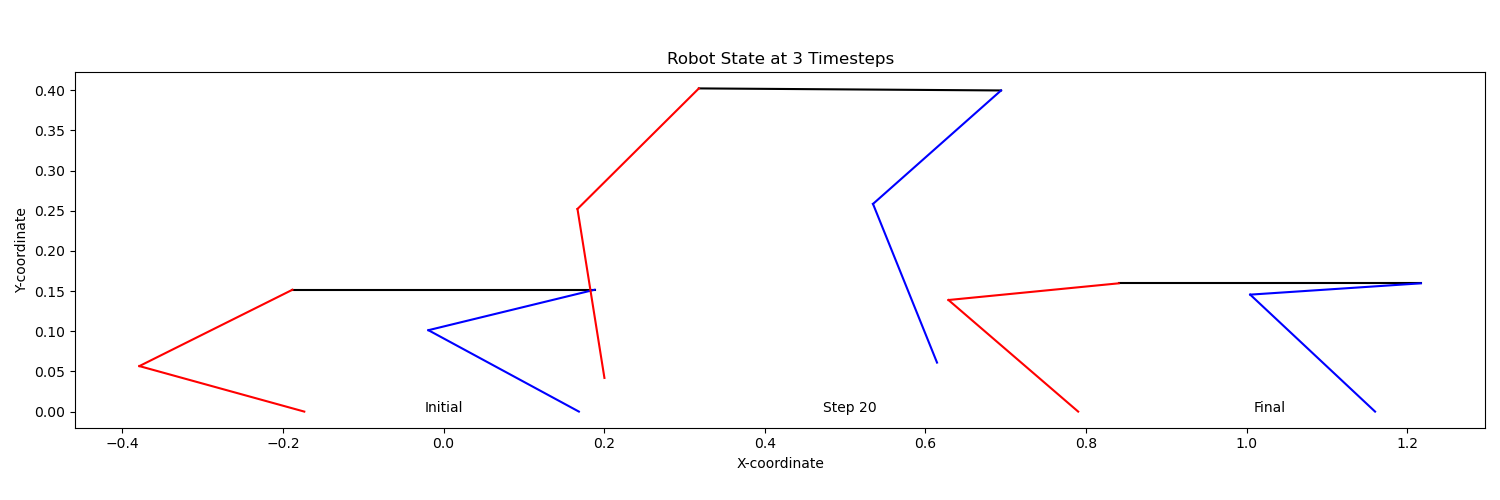 Robot State at 3 Timesteps
Y-coordinate
0.40
0.35
0.30
0.25
0.20
0.15
0.10
0.05
0.00
Initial Step 20 Final
−0.4 −0.2 0.0 0.2 0.4 0.6 0.8 1.0 1.2
X-coordinate